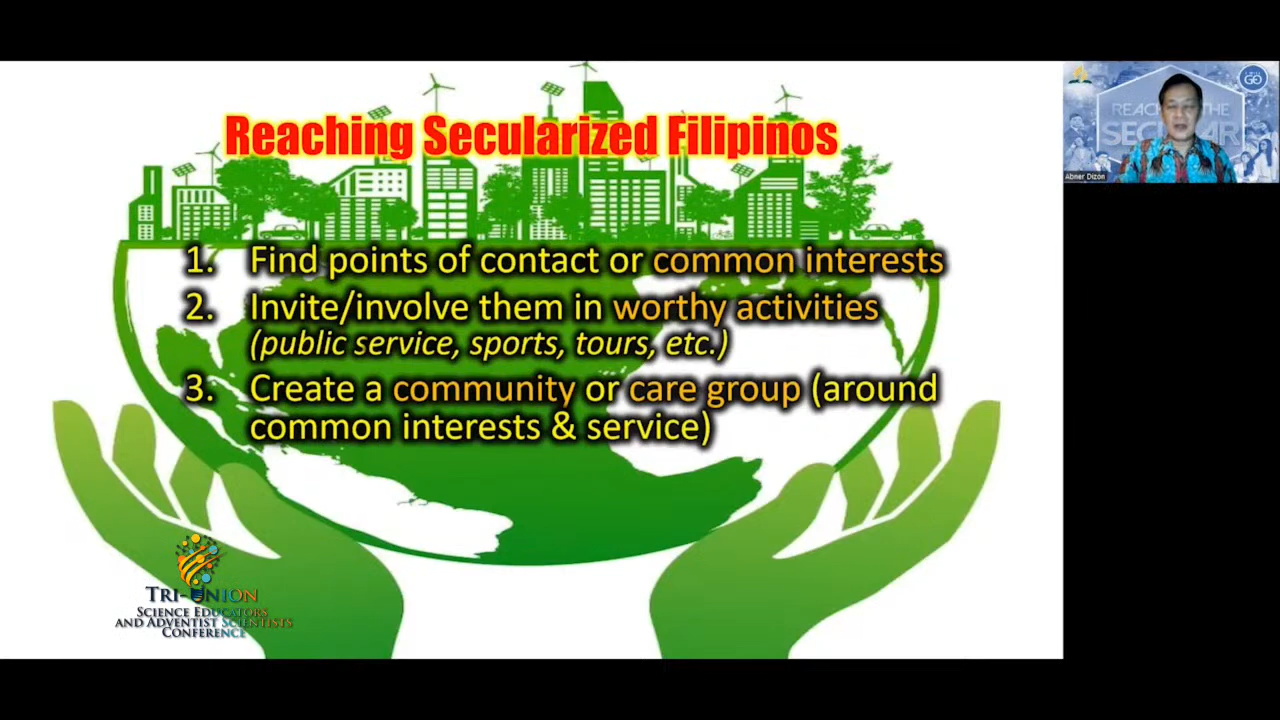 Reaching Secularized Filipinos
1. Find points of contact or common interests
2. Invite/involve them in worthy activities
(public service, sports, tours, etc.)
3. Create a community or care group (around
common interests & service)
TRI-UNION
SCIENCE EDUCATORS
AND ADVENTIST SCIENTISTS
CONFERENCE
GO
Abner Dizon